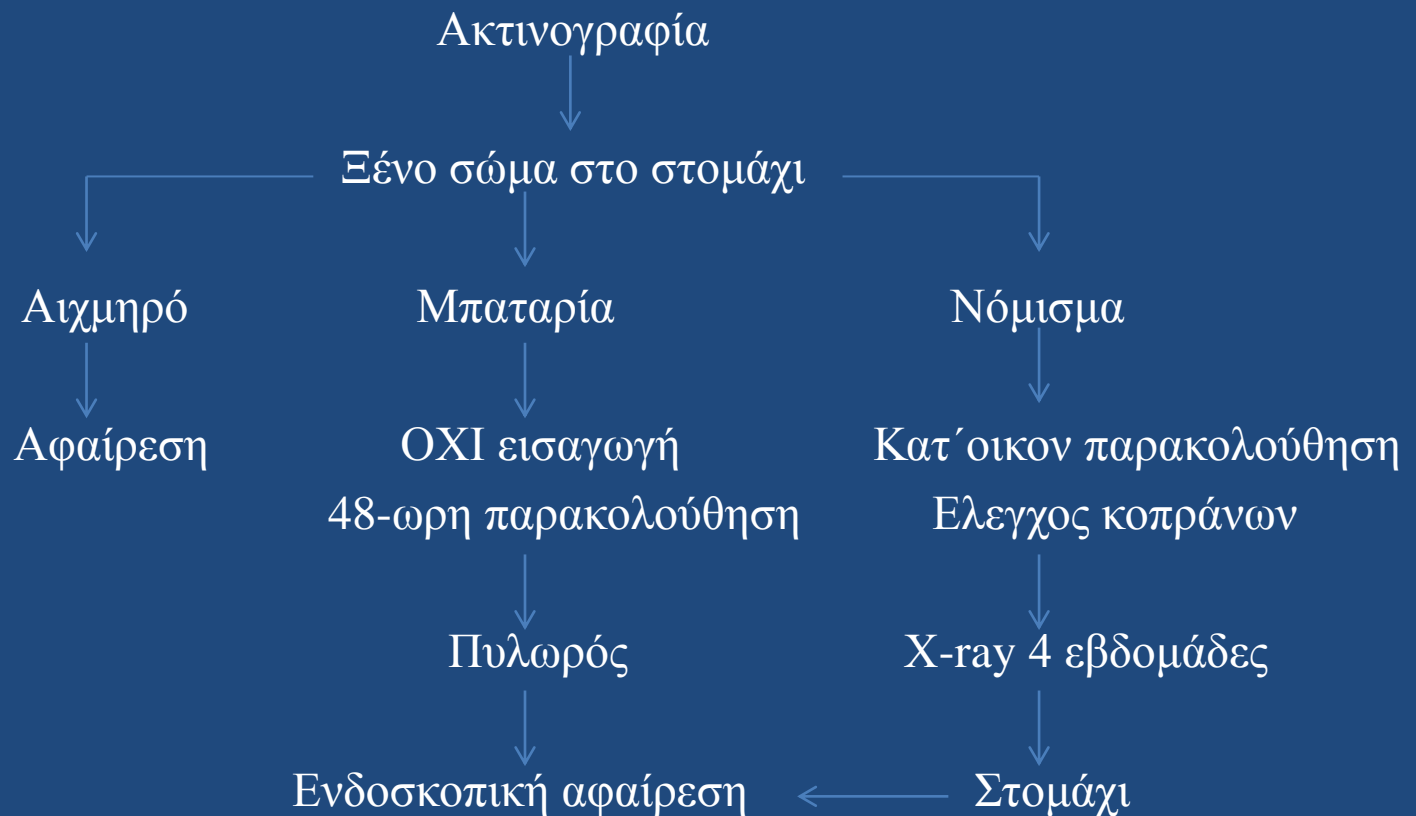 Ακτινογραφία
Ξένο σώμα στο στομάχι
Αιχμηρό
Μπαταρία
Νόμισμα
Αφαίρεση
ΟΧΙ εισαγωγή
Κατ΄οικον παρακολούθηση
48-ωρη παρακολούθηση
Ελεγχος κοπράνων
Πυλωρός
X-ray 4 εβδομάδες
Ενδοσκοπική αφαίρεση
Στομάχι